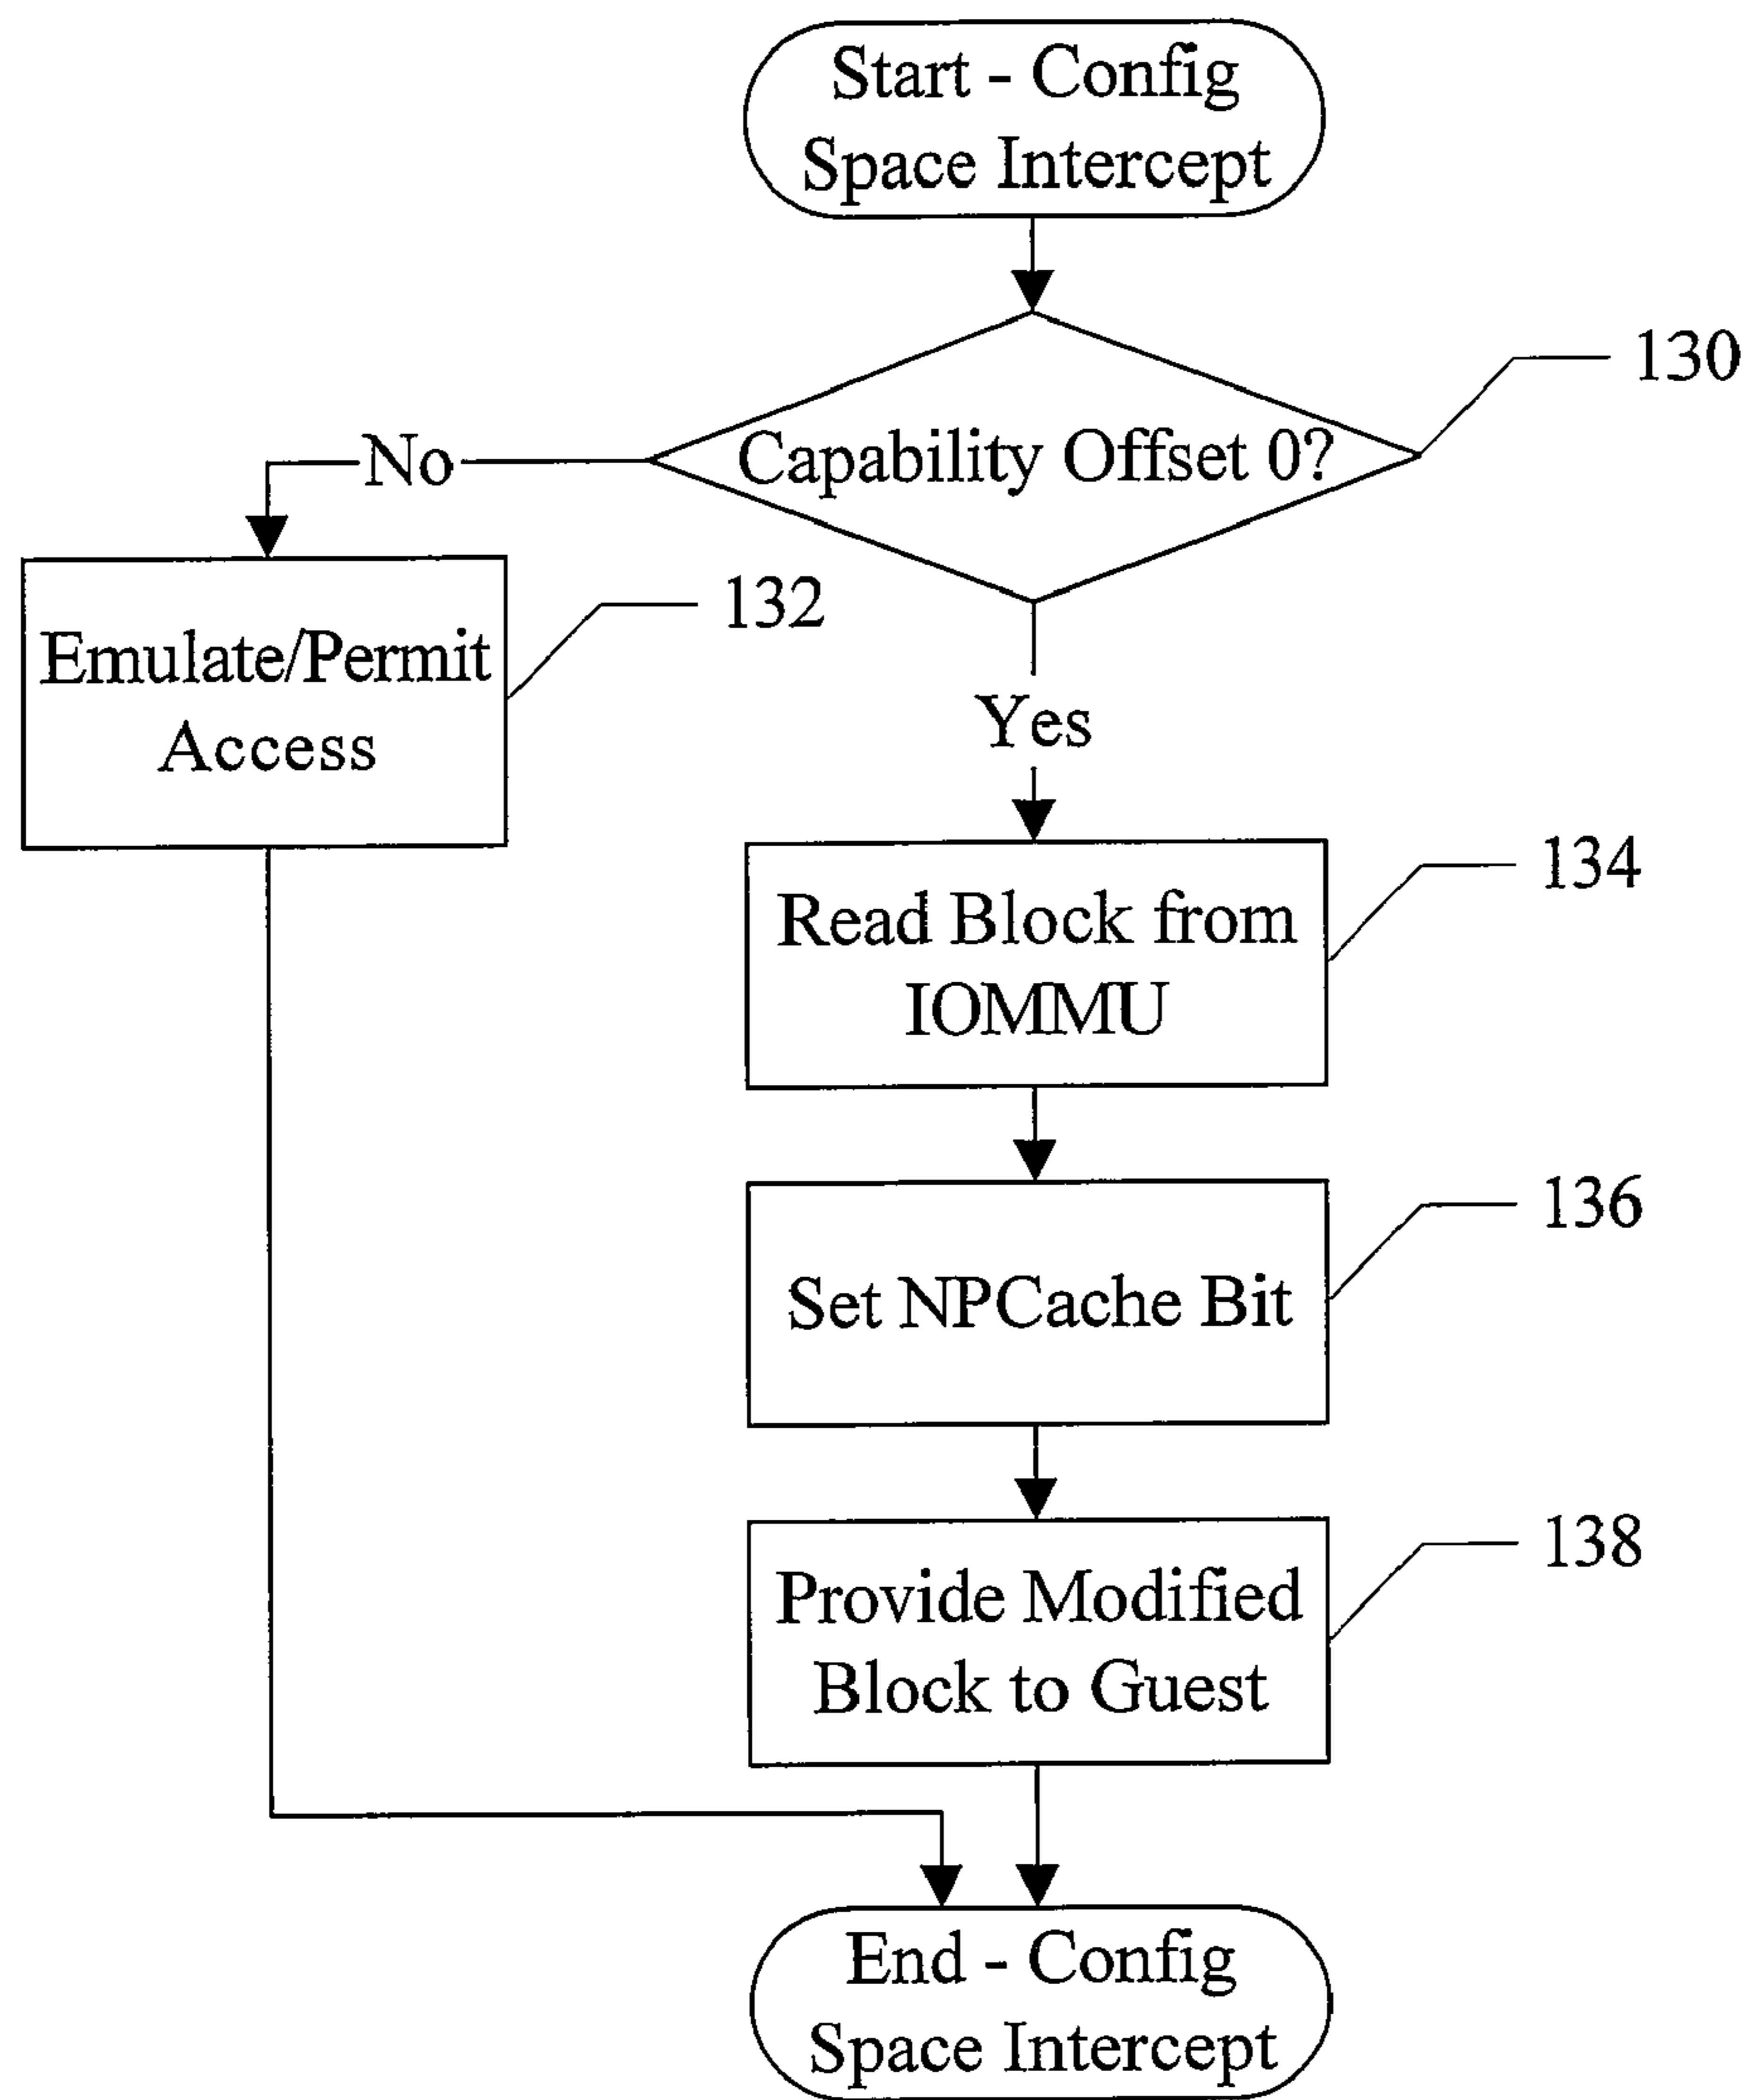 Start - Config
Space Intercept
130
Capability Offset 0?
No
132
Emulate/Permit
Access
Yes
134
Read Block from
IOMMU
136
Set NPCache Bit
138
Provide Modified
Block to Guest
End - Config
Space Intercept